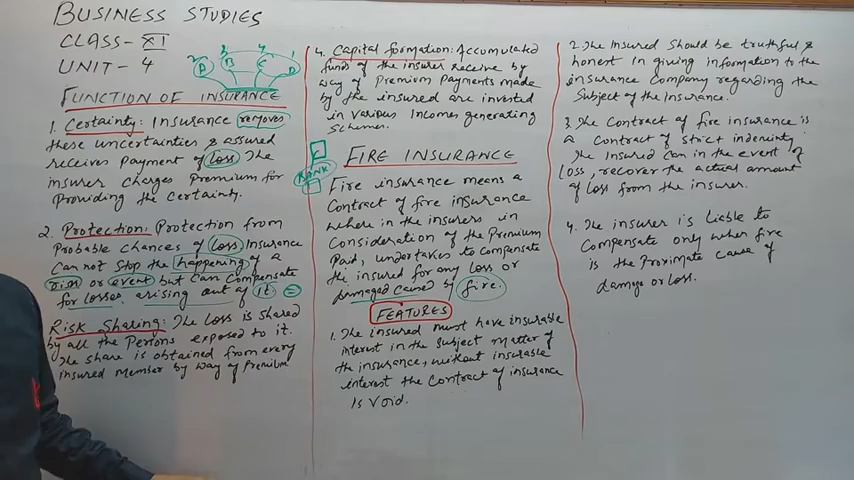 BUSINESS STUDIES
CLASS - XI
UNIT - 4
2 3 4 1
A B C D
FUNCTION OF INSURANCE
1. Certainty: Insurance removes
these uncertainties & assured
receives payment of loss. The
insurer charges Premium for
Providing the Certainty.
2. Protection: Protection from
Probable chances of loss Insurance
Can not stop the happening of a
risk or event but can compensate
for losses arising out of it =
Risk Sharing: The loss is shared
by all the Persons exposed to it.
The share is obtained from every
insured member by way of Premium
4. Capital formation: Accumulated
funds of the insurer receive by
way of Premium Payments made
by the insured are invested
in various Incomes generating
Schemes.
BANK
FIRE INSURANCE
Fire insurance means a
Contract of fire insurance
where in the insurers in
Consideration of the Premium
Paid, undertakes to compensate
the insured for any loss or
damaged caused by fire.
FEATURES
1. The insured must have insurable
interest in the subject matter of
the insurance, without insurable
interest the contract of insurance
is void.
2. The Insured should be truthful &
honest in giving information to the
insurance Company regarding the
Subject of the Insurance.
3. The Contract of fire insurance is
a Contract of strict indemnity
The Insured can in the event of
loss, recover the actual amount
of loss from the insurer.
4. The insurer is liable to
Compensate only when fire
is the Proximate cause of
damage or loss.